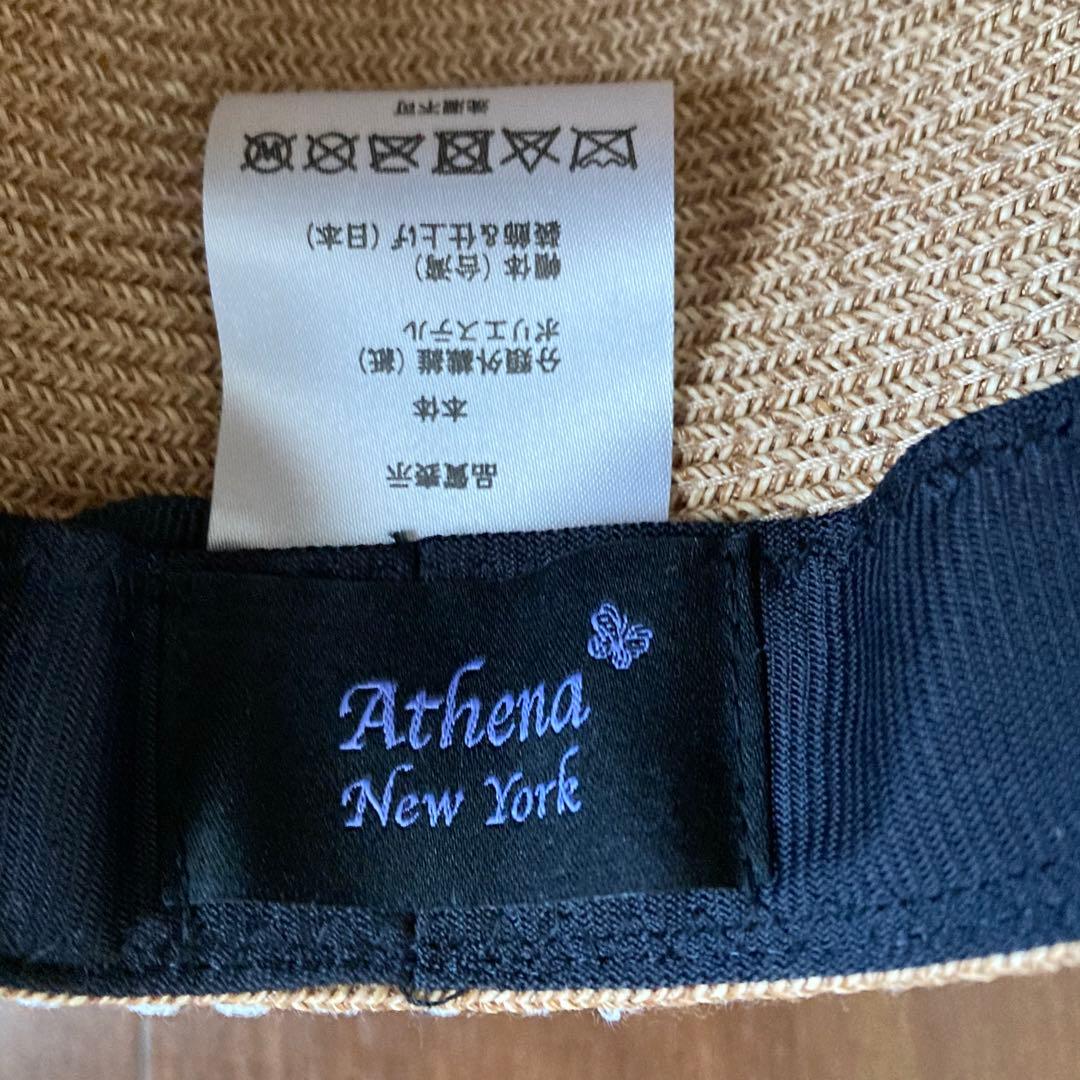 品質表示
本体
分類外繊維 (紙)
ポリエステル
帽体 (台湾)
装飾&仕上げ (日本)
洗濯不可
Athena
New York